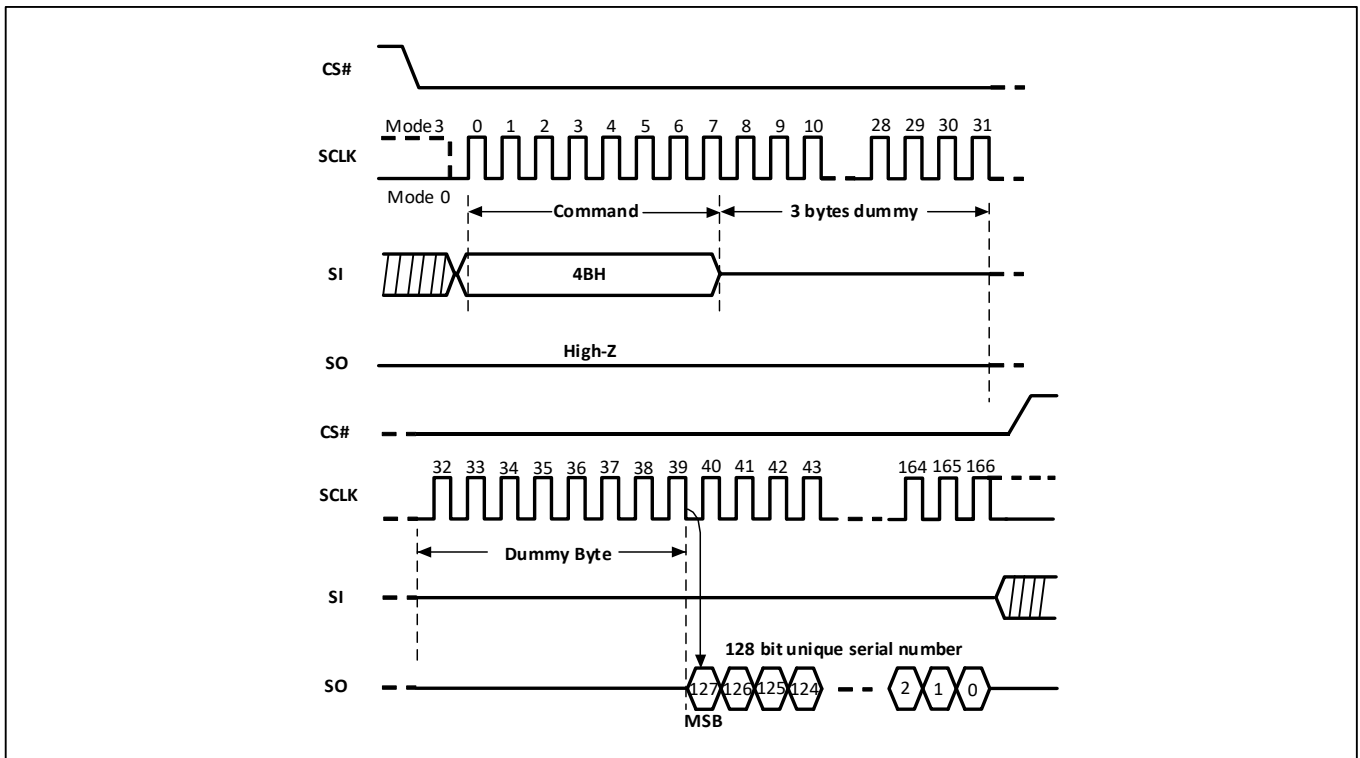 CS#
Mode 3 0 1 2 3 4 5 6 7 8 9 10 28 29 30 31
SCLK
Mode 0
Command 3 bytes dummy
SI 4BH
High-Z
SO
CS#
32 33 34 35 36 37 38 39 40 41 42 43 164 165 166
SCLK
Dummy Byte
SI
128 bit unique serial number
SO 127 126 125 124 2 1 0
MSB